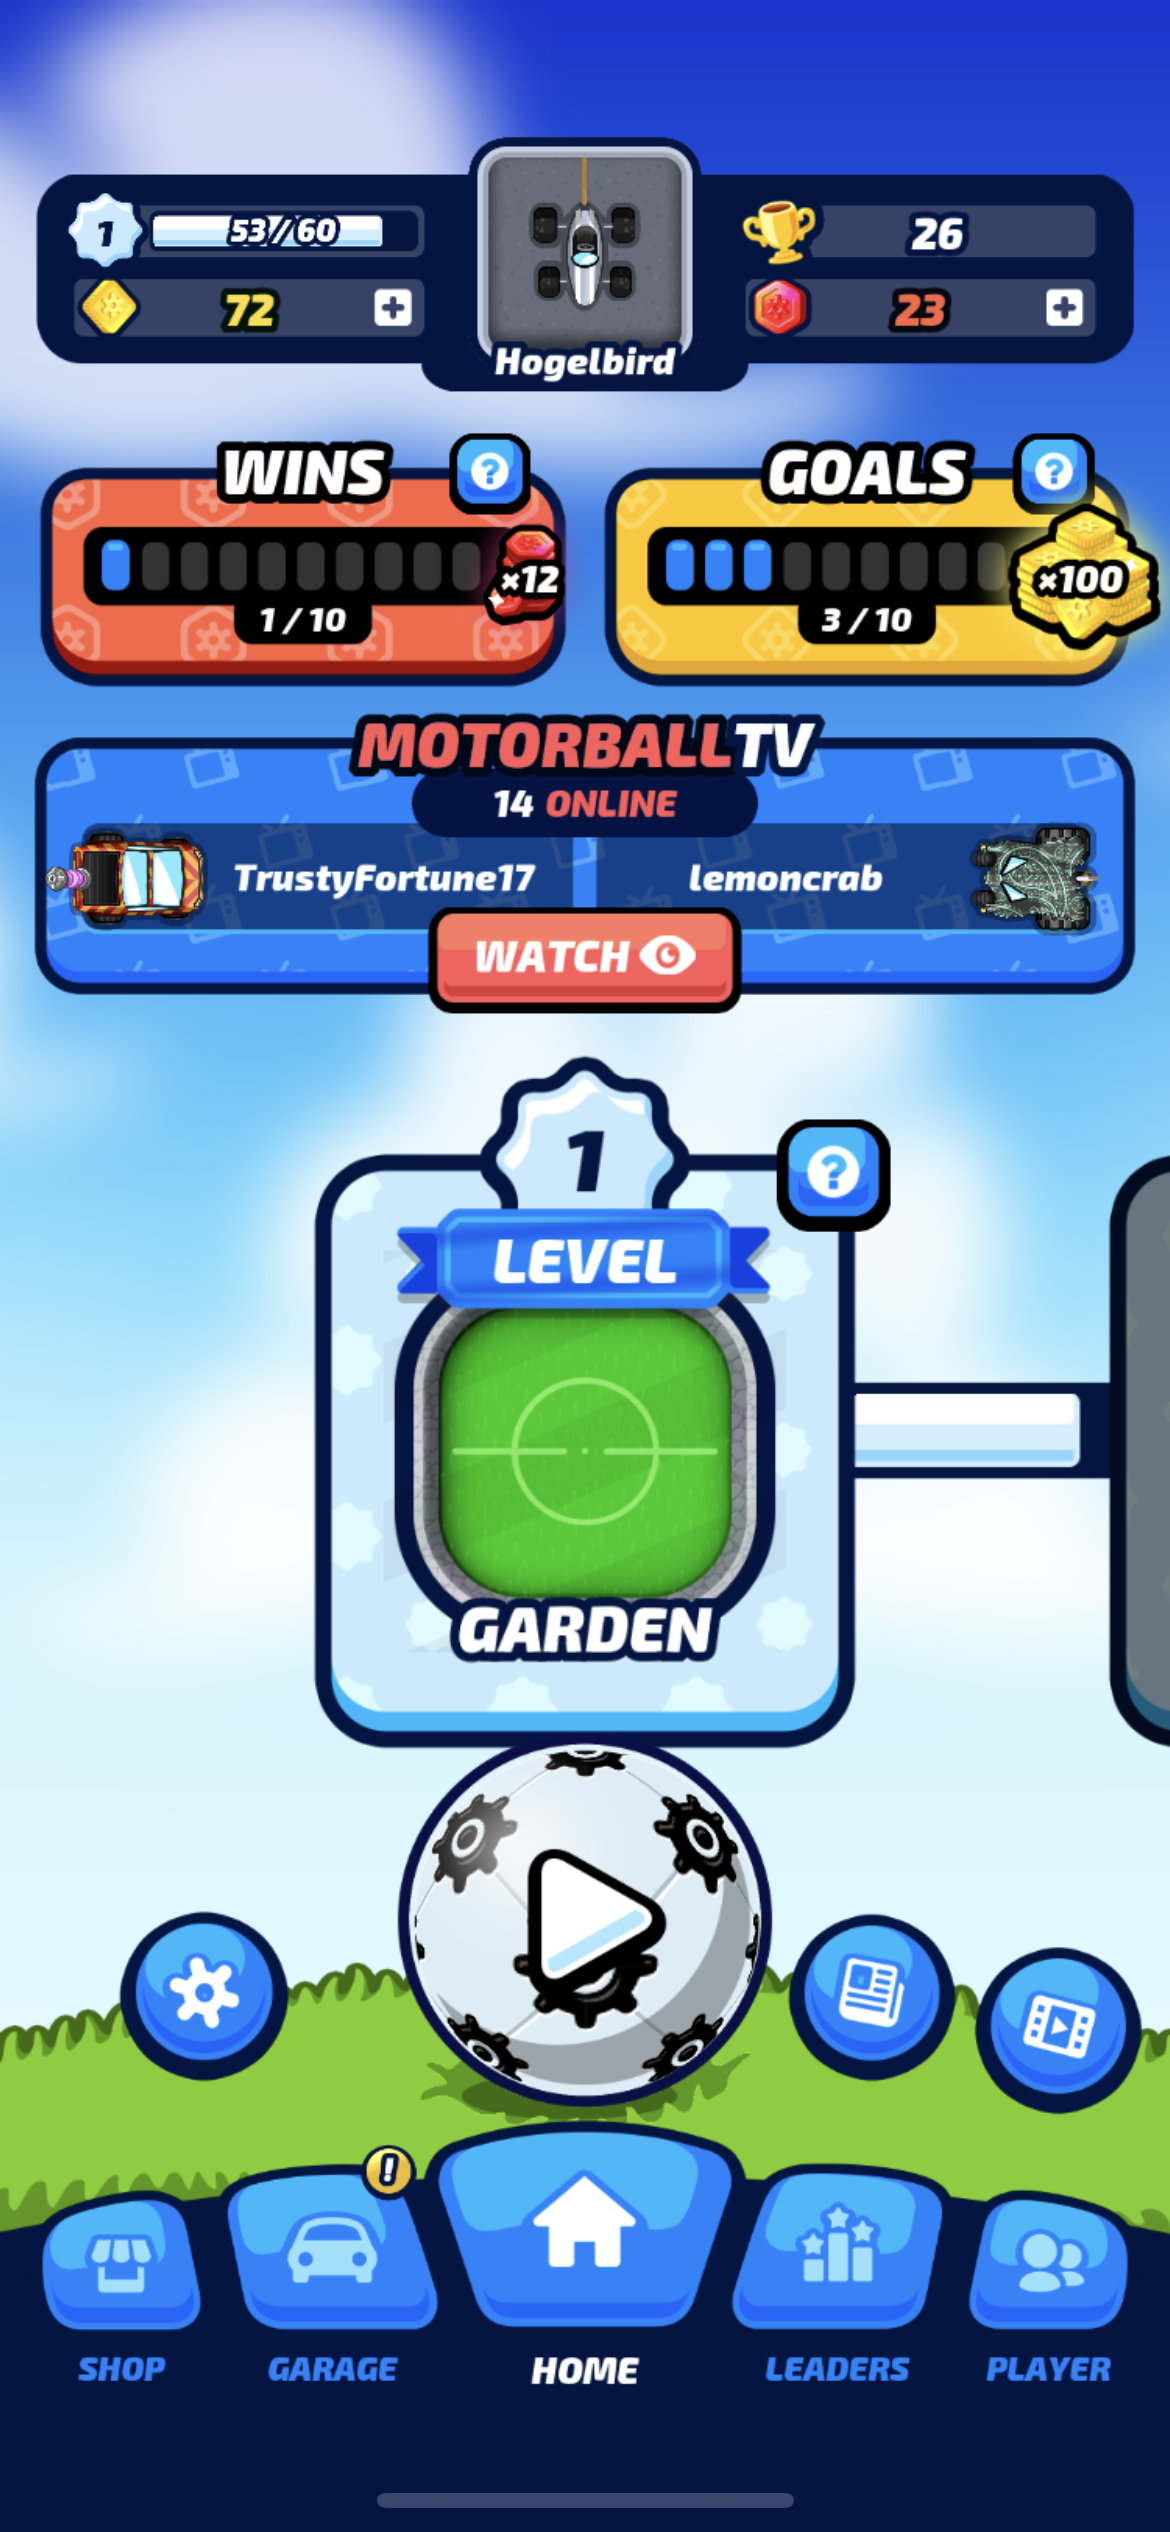 1
53/60
26
72
23
Hogelbird
WINS
GOALS
×12
×100
1/10
3/10
MOTORBALLTV
14 ONLINE
TrustyFortune17
lemoncrab
WATCH
1
LEVEL
GARDEN
SHOP
GARAGE
HOME
LEADERS
PLAYER